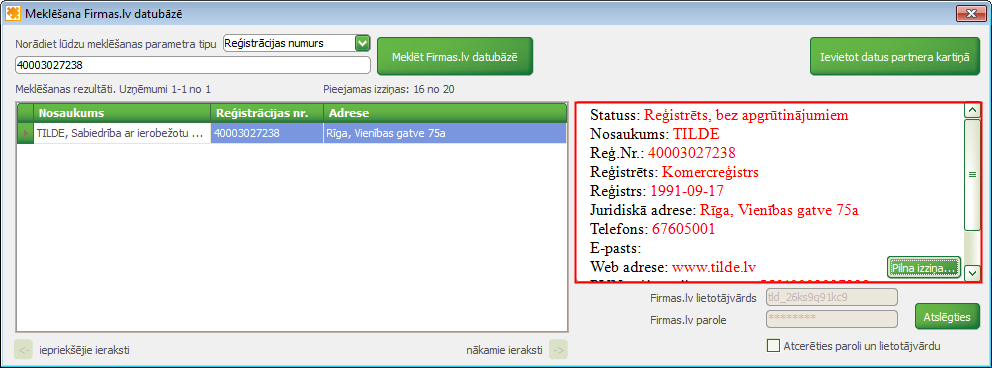 Meklēšana Firmas.lv datubāzē
Norādiet lūdzu meklēšanas parametra tipu Reģistrācijas numurs
40003027238
Meklēt Firmas.lv datubāzē
Ievietot datus partnera kartiņā
Meklēšanas rezultāti. Uzņēmumi 1-1 no 1 Pieejamas izziņas: 16 no 20
Nosaukums Reģistrācijas nr. Adrese
TILDE, Sabiedrība ar ierobežotu ... 40003027238 Rīga, Vienības gatve 75a
Statuss: Reģistrēts, bez apgrūtinājumiem
Nosaukums: TILDE
Reģ.Nr.: 40003027238
Reģistrēts: Komercreģistrs
Reģistrs: 1991-09-17
Juridiskā adrese: Rīga, Vienības gatve 75a
Telefons: 67605001
E-pasts:
Web adrese: www.tilde.lv
Pilna izziņa...
Firmas.lv lietotājvārds tld_26ks9q91kc9
Firmas.lv parole ********
Atslēgties
Atcerēties paroli un lietotājvārdu
<- iepriekšējie ieraksti nākamie ieraksti ->